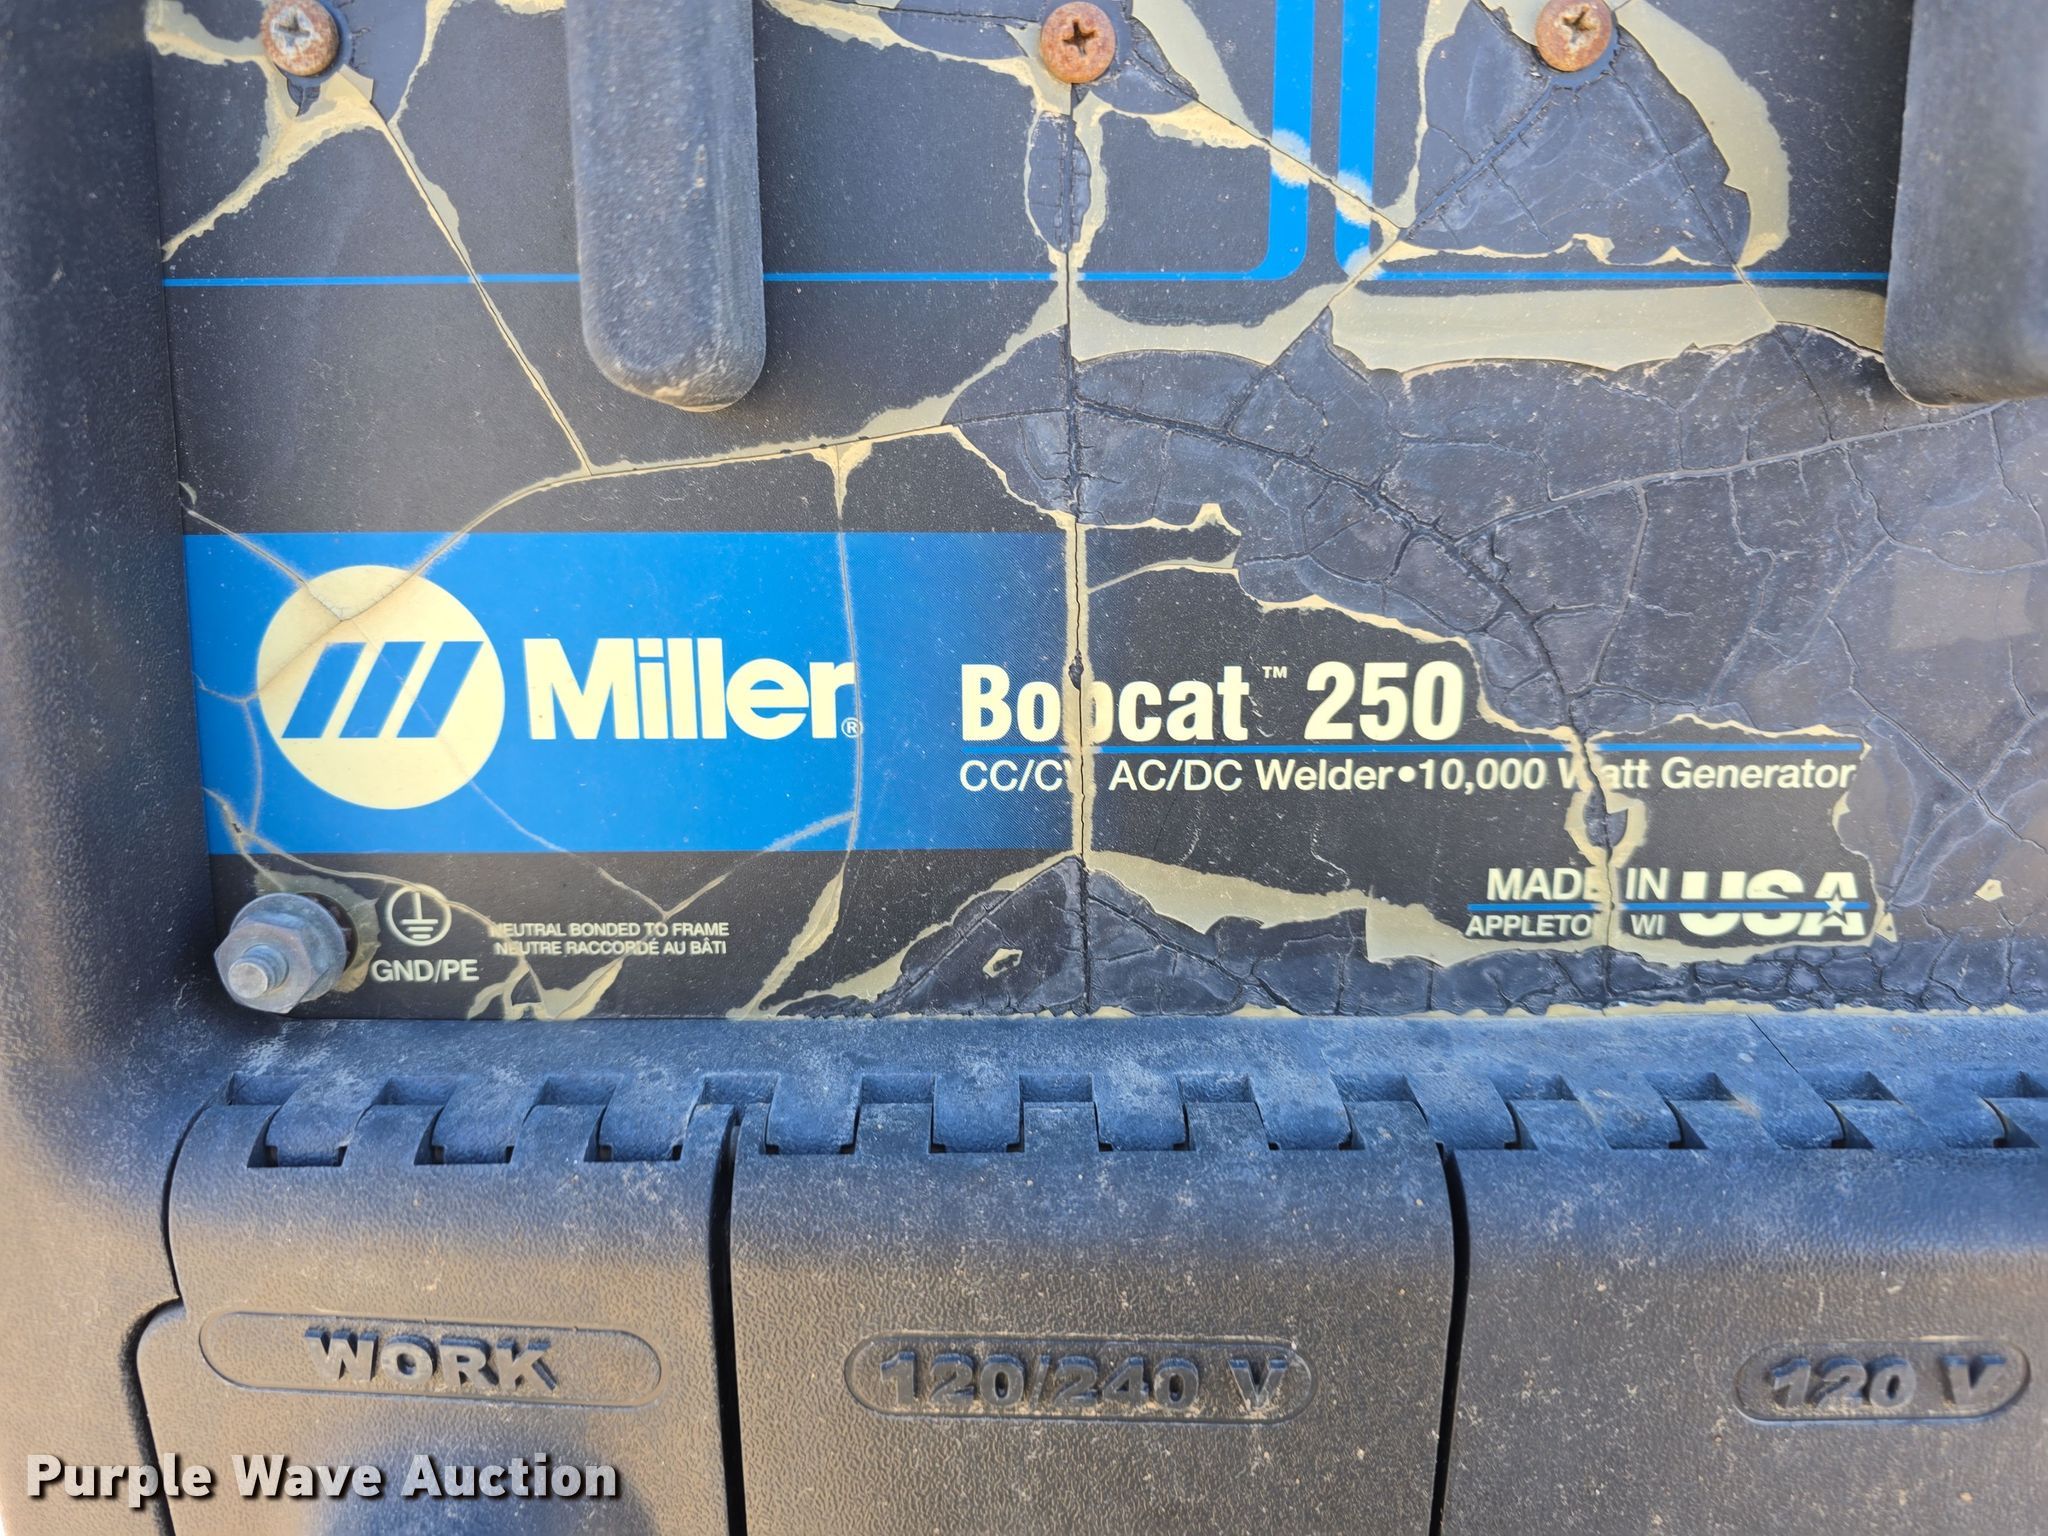 Miller®
Bobcat™ 250
CC/CV AC/DC Welder•10,000 Watt Generator
MADE IN USA
APPLETON WI
GND/PE
NEUTRAL BONDED TO FRAME
NEUTRE RACCORDÉ AU BÂTI
WORK
120/240 V
120 V
Purple Wave Auction